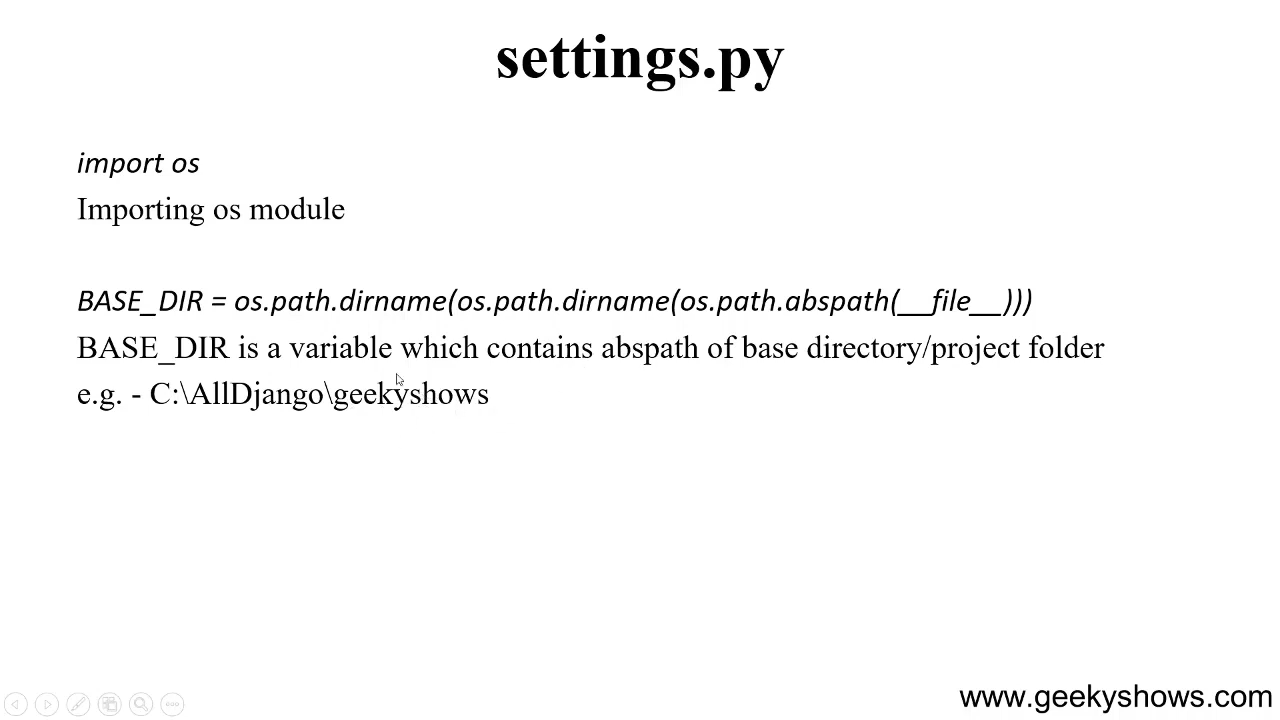 settings.py
import os
Importing os module
BASE_DIR = os.path.dirname(os.path.dirname(os.path.abspath(__file__)))
BASE_DIR is a variable which contains abspath of base directory/project folder
e.g. - C:\AllDjango\geekyshows
www.geekyshows.com